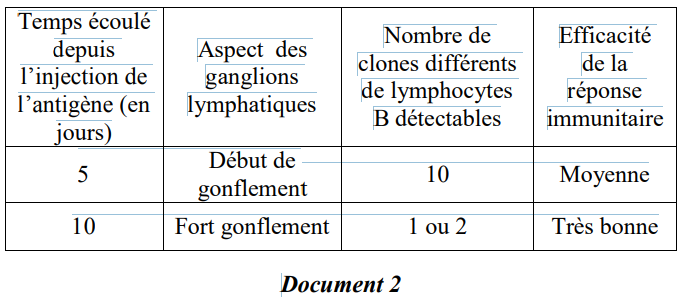 Temps écoulé
depuis
l’injection de
l’antigène (en
jours)
Aspect des
ganglions
lymphatiques
Nombre de
clones différents
de lymphocytes
B détectables
Efficacité
de la
réponse
immunitaire
5
Début de
gonflement
10
Moyenne
10
Fort gonflement
1 ou 2
Très bonne
Document 2